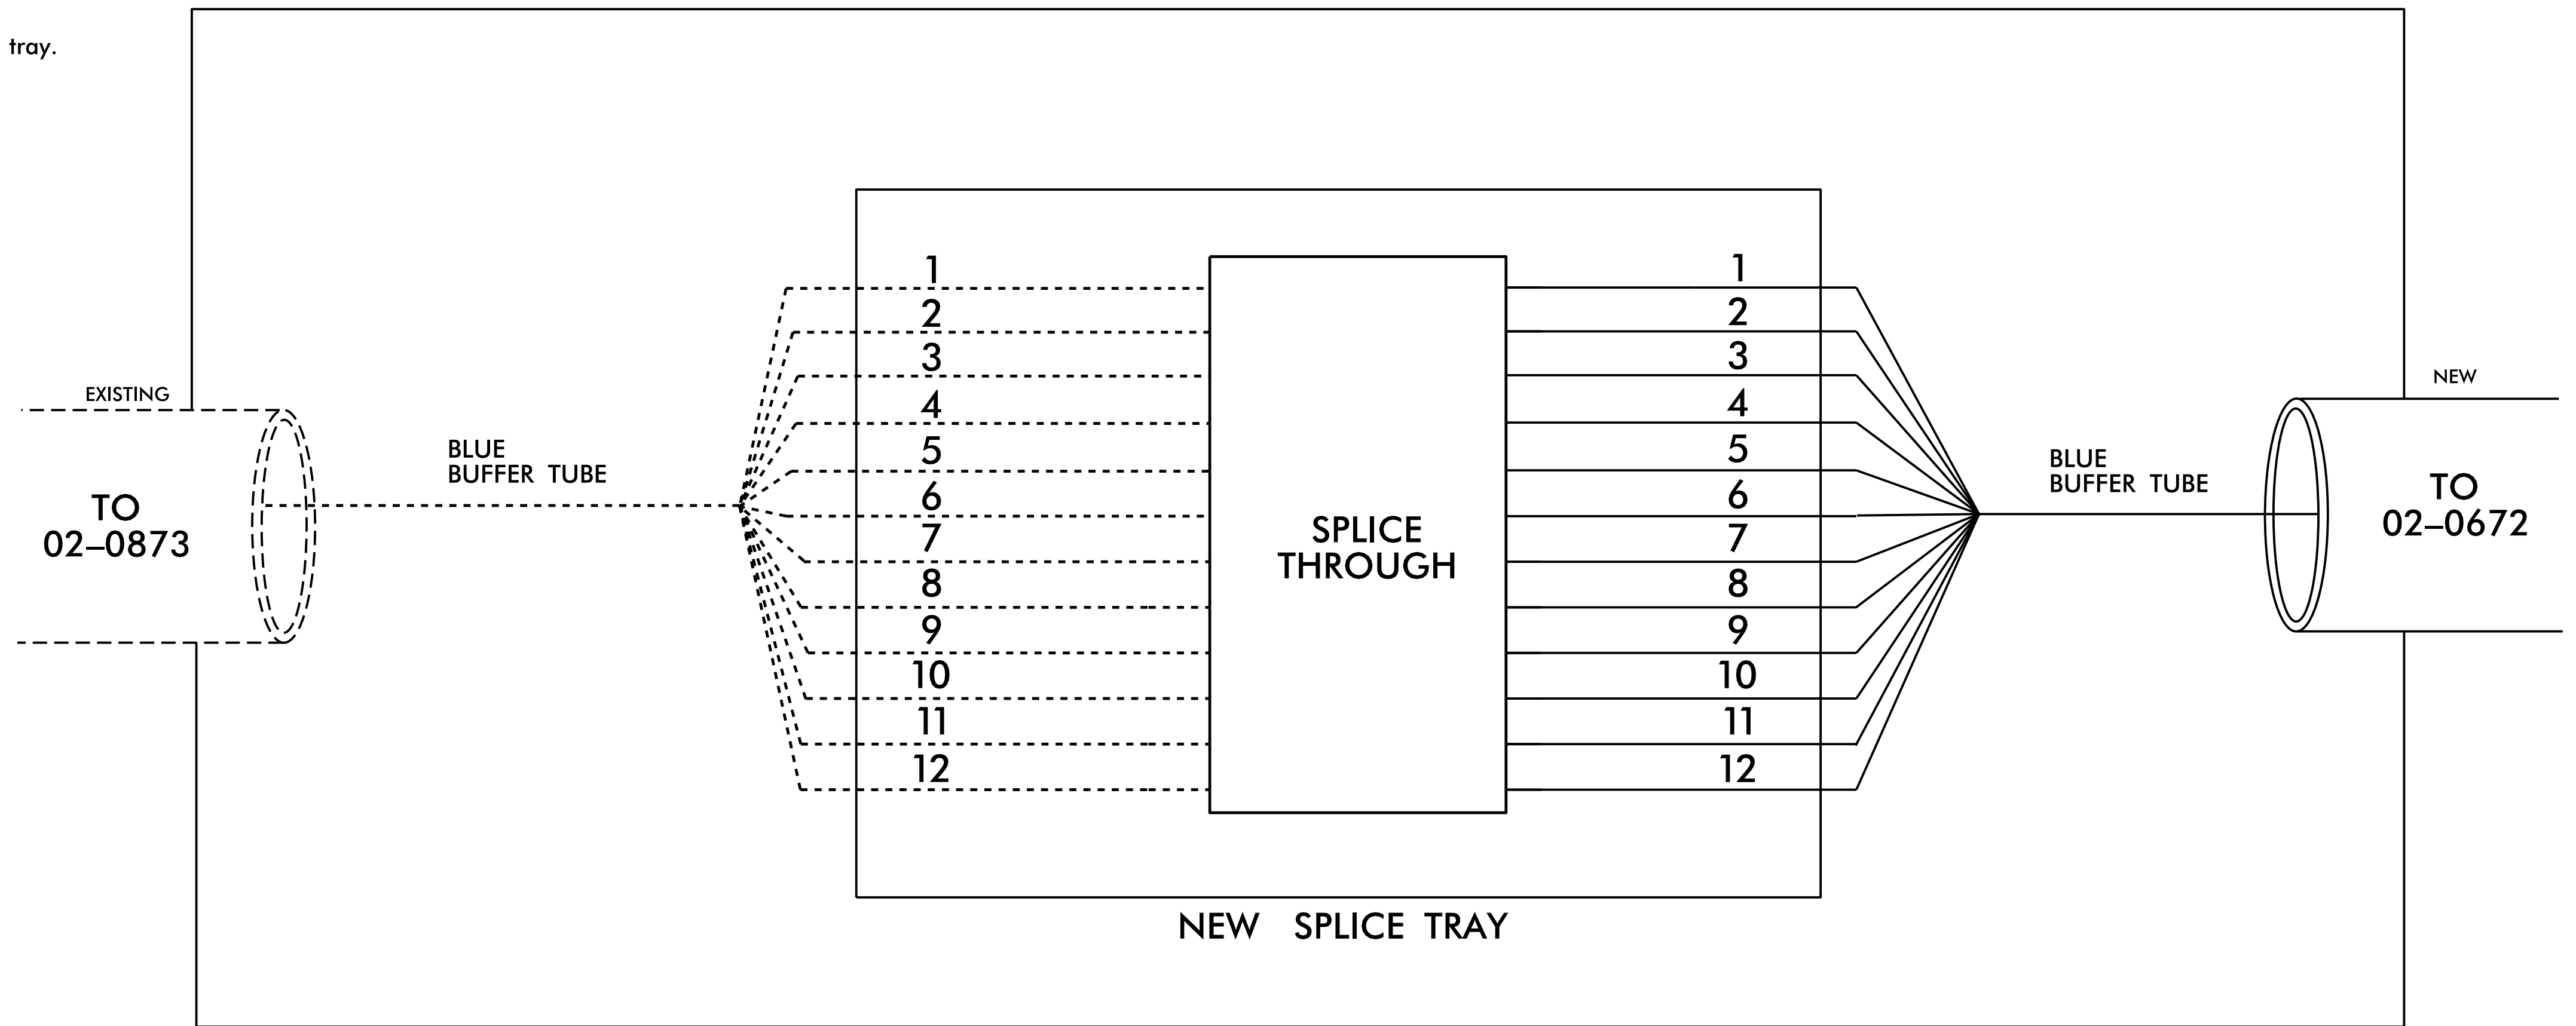 tray.
EXISTING
TO
02–0873
BLUE
BUFFER TUBE
1
2
3
4
5
6
7
8
9
10
11
12
SPLICE
THROUGH
1
2
3
4
5
6
7
8
9
10
11
12
BLUE
BUFFER TUBE
NEW
TO
02–0672
NEW SPLICE TRAY